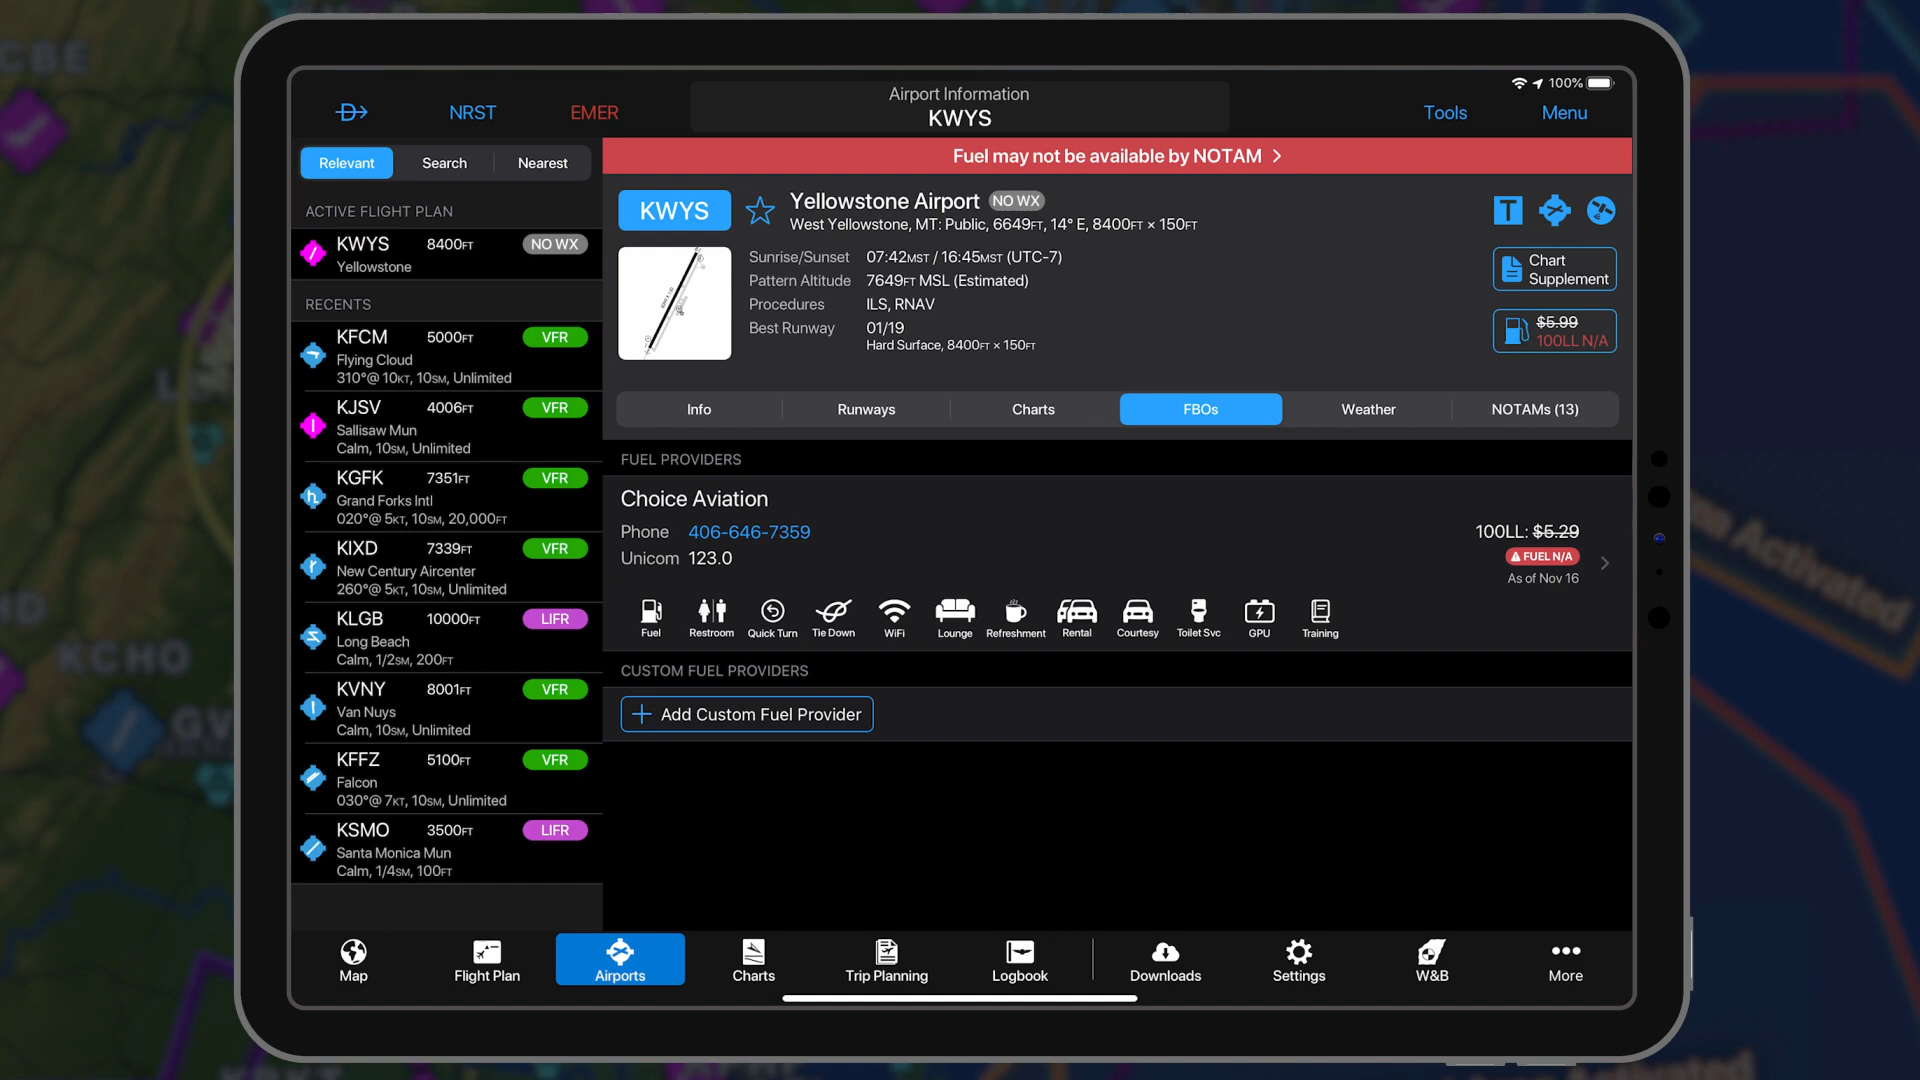 100%
NRST
EMER
Airport Information
KWYS
Tools
Menu
Relevant
Search
Nearest
ACTIVE FLIGHT PLAN
KWYS 8400FT NO WX
Yellowstone
RECENTS
KFCM 5000FT VFR
Flying Cloud
310°@ 10KT, 10SM, Unlimited
KJSV 4006FT VFR
Sallisaw Mun
Calm, 10SM, Unlimited
KGFK 7351FT VFR
Grand Forks Intl
020°@ 5KT, 10SM, 20,000FT
KIXD 7339FT VFR
New Century Aircenter
260°@ 5KT, 10SM, Unlimited
KLGB 10000FT LIFR
Long Beach
Calm, 1/2SM, 200FT
KVNY 8001FT VFR
Van Nuys
Calm, 10SM, Unlimited
KFFZ 5100FT VFR
Falcon
030°@ 7KT, 10SM, Unlimited
KSMO 3500FT LIFR
Santa Monica Mun
Calm, 1/4SM, 100FT
Fuel may not be available by NOTAM
KWYS
Yellowstone Airport NO WX
West Yellowstone, MT: Public, 6649FT, 14° E, 8400FT × 150FT
T
Sunrise/Sunset 07:42MST / 16:45MST (UTC-7)
Pattern Altitude 7649FT MSL (Estimated)
Procedures ILS, RNAV
Best Runway 01/19
Hard Surface, 8400FT × 150FT
Chart
Supplement
$5.99
100LL N/A
Info
Runways
Charts
FBOs
Weather
NOTAMs (13)
FUEL PROVIDERS
Choice Aviation
Phone 406-646-7359
Unicom 123.0
100LL: $5.29
FUEL N/A
As of Nov 16
Fuel
Restroom
Quick Turn
Tie Down
WiFi
Lounge
Refreshment
Rental
Courtesy
Toilet Svc
GPU
Training
CUSTOM FUEL PROVIDERS
Add Custom Fuel Provider
Map
Flight Plan
Airports
Charts
Trip Planning
Logbook
Downloads
Settings
W&B
More
KCHO
Activated